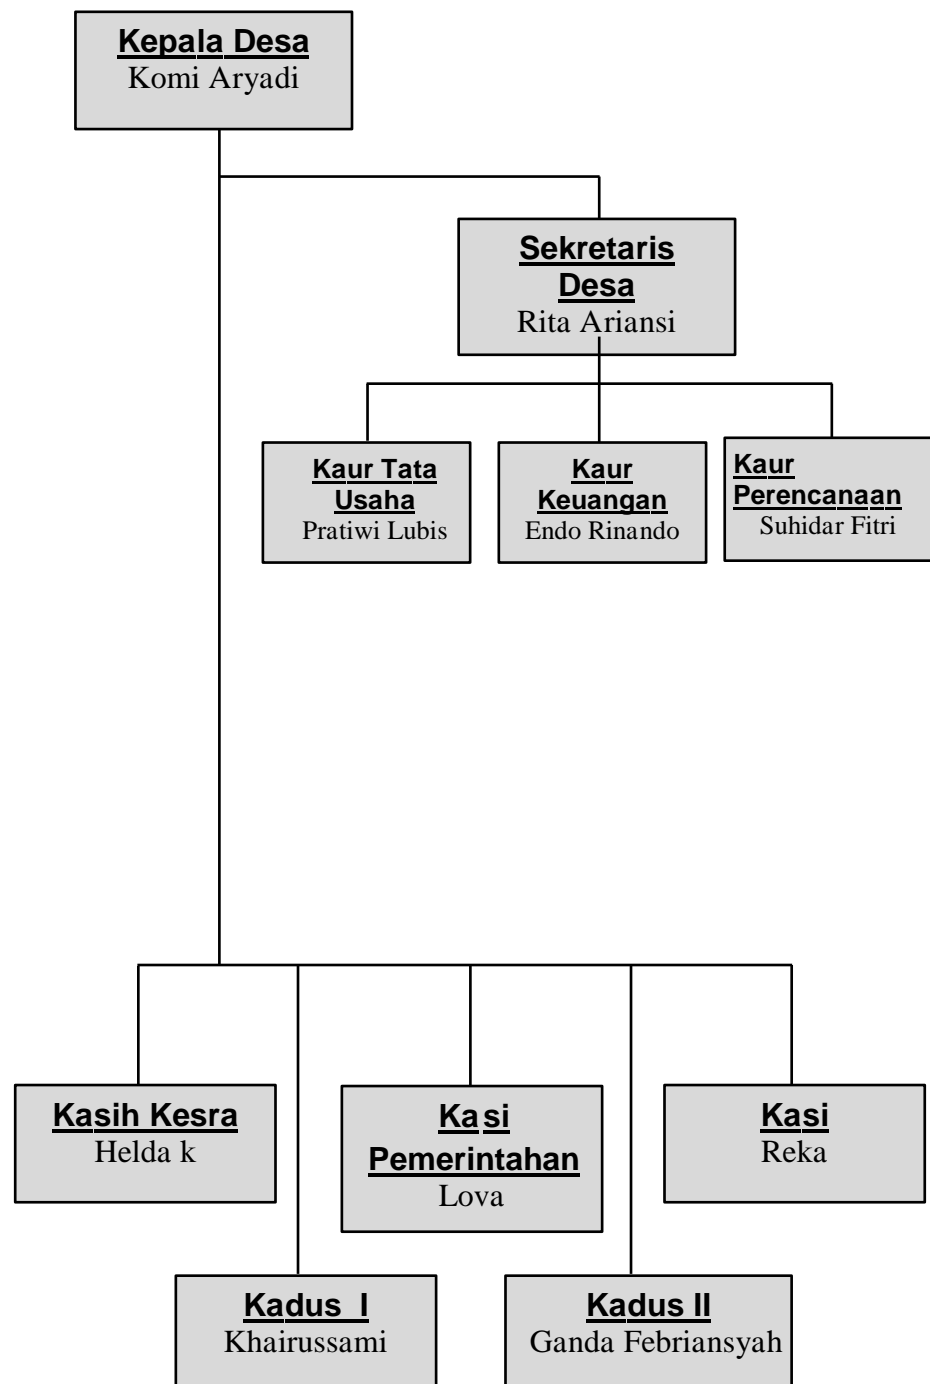 Kepala Desa
Komi Aryadi
Sekretaris
Desa
Rita Ariansi
Kaur Tata
Usaha
Pratiwi Lubis
Kaur
Keuangan
Endo Rinando
Kaur
Perencanaan
Suhidar Fitri
Kasih Kesra
Helda k
Kasi
Pemerintahan
Lova
Kasi
Reka
Kadus I
Khairussami
Kadus II
Ganda Febriansyah